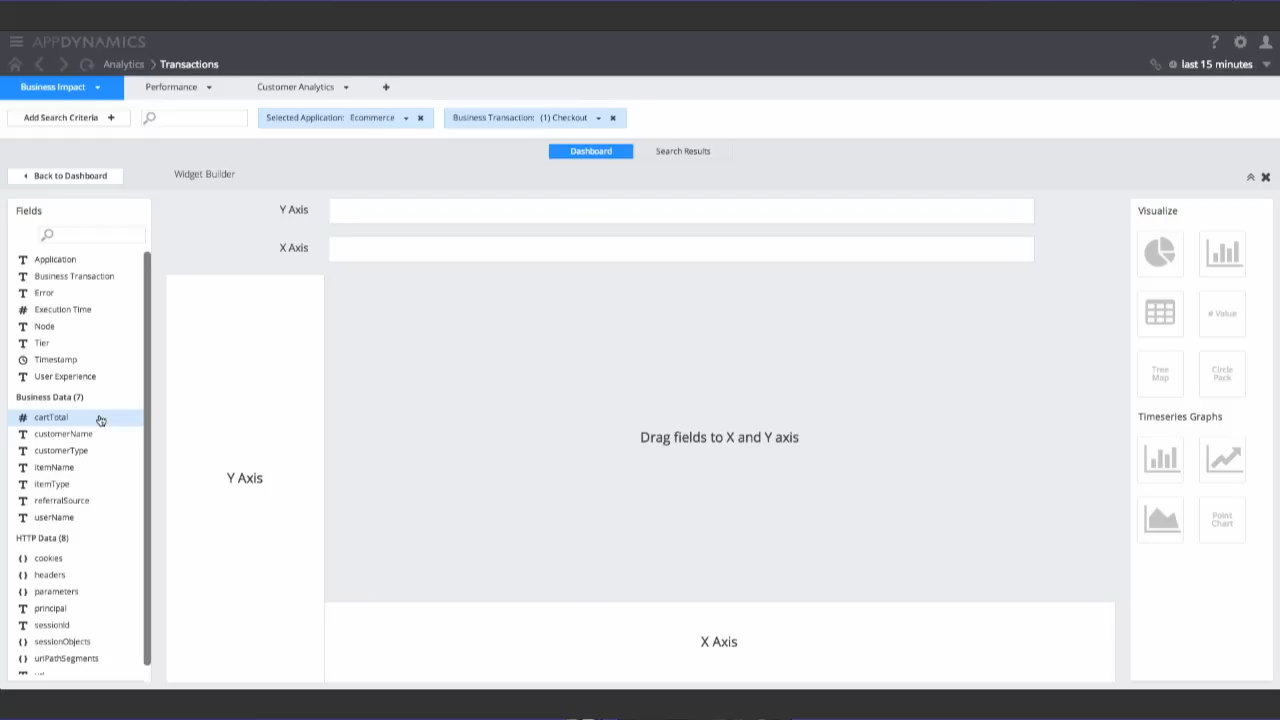 APPDYNAMICS
?
Analytics > Transactions
last 15 minutes
Business Impact
Performance
Customer Analytics
+
Add Search Criteria +
Selected Application: Ecommerce
Business Transaction: (1) Checkout
Dashboard
Search Results
Back to Dashboard
Widget Builder
Fields
T Application
T Business Transaction
T Error
# Execution Time
T Node
T Tier
Timestamp
T User Experience
Business Data (7)
# cartTotal
T customerName
T customerType
T itemName
T itemType
T referralSource
T userName
HTTP Data (8)
{} cookies
{} headers
{} parameters
T principal
T sessionId
{} sessionObjects
{} uriPathSegments
Y Axis
X Axis
Y Axis
Drag fields to X and Y axis
X Axis
Visualize
# Value
Tree
Map
Circle
Pack
Timeseries Graphs
Point
Chart